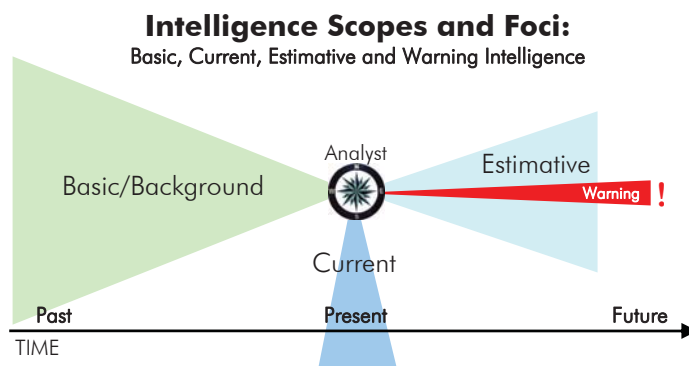 Intelligence Scopes and Foci:
Basic, Current, Estimative and Warning Intelligence
Analyst
Estimative
Basic/Background
Warning !
Current
Past Present Future
TIME